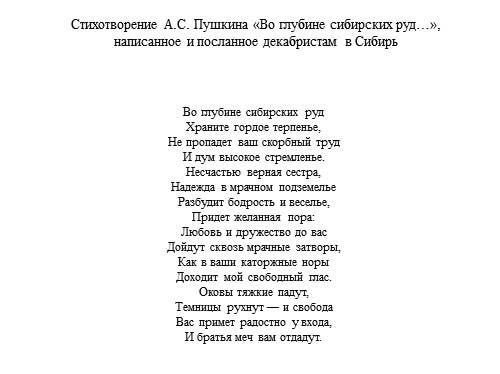 Стихотворение А.С. Пушкина «Во глубине сибирских руд…»,
написанное и посланное декабристам в Сибирь
Во глубине сибирских руд
Храните гордое терпенье,
Не пропадет ваш скорбный труд
И дум высокое стремленье.
Несчастью верная сестра,
Надежда в мрачном подземелье
Разбудит бодрость и веселье,
Придет желанная пора:
Любовь и дружество до вас
Дойдут сквозь мрачные затворы,
Как в ваши каторжные норы
Доходит мой свободный глас.
Оковы тяжкие падут,
Темницы рухнут — и свобода
Вас примет радостно у входа,
И братья меч вам отдадут.